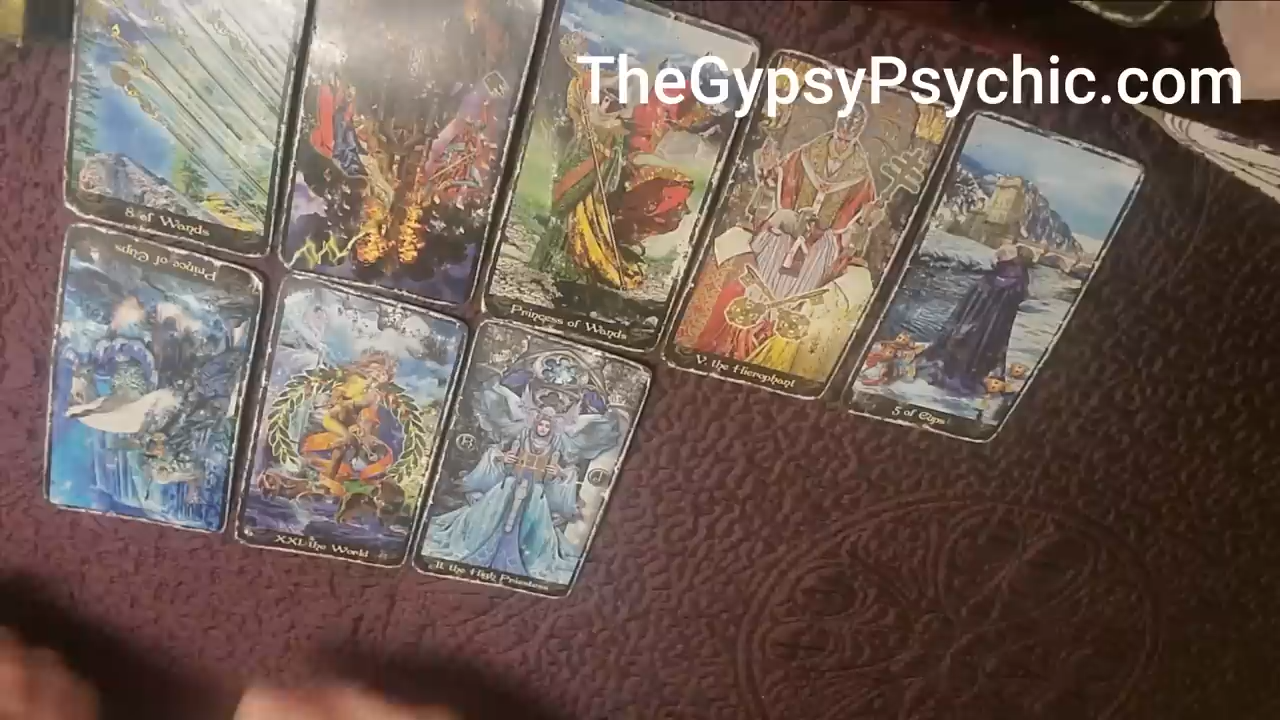 TheGypsyPsychic.com
8 of Wands
Princess of Wands
V. the Hierophant
5 of Cups
Prince of Cups
XXI. the World
II. the High Priestess